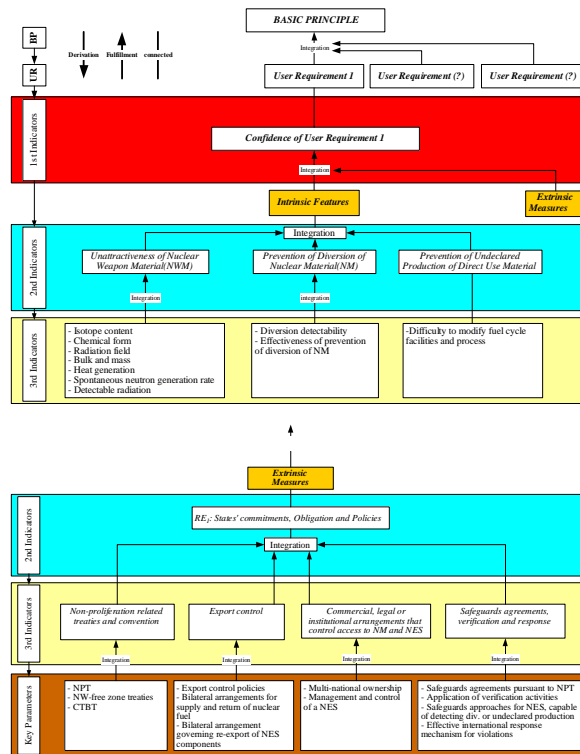 BASIC PRINCIPLE
BP
Derivation
Fulfillment
connected
Integration
UR
User Requirement 1
User Requirement (?)
User Requirement (?)
1st Indicators
Confidence of User Requirement 1
Integration
Intrinsic Features
Extrinsic
Measures
2nd Indicators
Integration
Unattractiveness of Nuclear
Weapon Material(NWM)
Prevention of Diversion of
Nuclear Material(NM)
Prevention of Undeclared
Production of Direct Use Material
Integration
integration
3rd Indicators
- Isotope content
- Chemical form
- Radiation field
- Bulk and mass
- Heat generation
- Spontaneous neutron generation rate
- Detectable radiation
- Diversion detectability
- Effectiveness of prevention
of diversion of NM
-Difficulty to modify fuel cycle
facilities and process
Extrinsic
Measures
2nd Indicators
RE1: States' commitments, Obligation and Policies
Integration
3rd Indicators
Non-proliferation related
treaties and convention
Export control
Commercial, legal or
institutional arrangements that
control access to NM and NES
Safeguards agreements,
verification and response
Integration
Integration
Integration
Integration
Key Parameters
- NPT
- NW-free zone treaties
- CTBT
- Export control policies
- Bilateral arrangements for
supply and return of nuclear
fuel
- Bilateral arrangement
governing re-export of NES
components
- Multi-national ownership
- Management and control
of a NES
- Safeguards agreements pursuant to NPT
- Application of verification activities
- Safeguards approaches for NES, capable
of detecting div. or undeclared production
- Effective international response
mechanism for violations